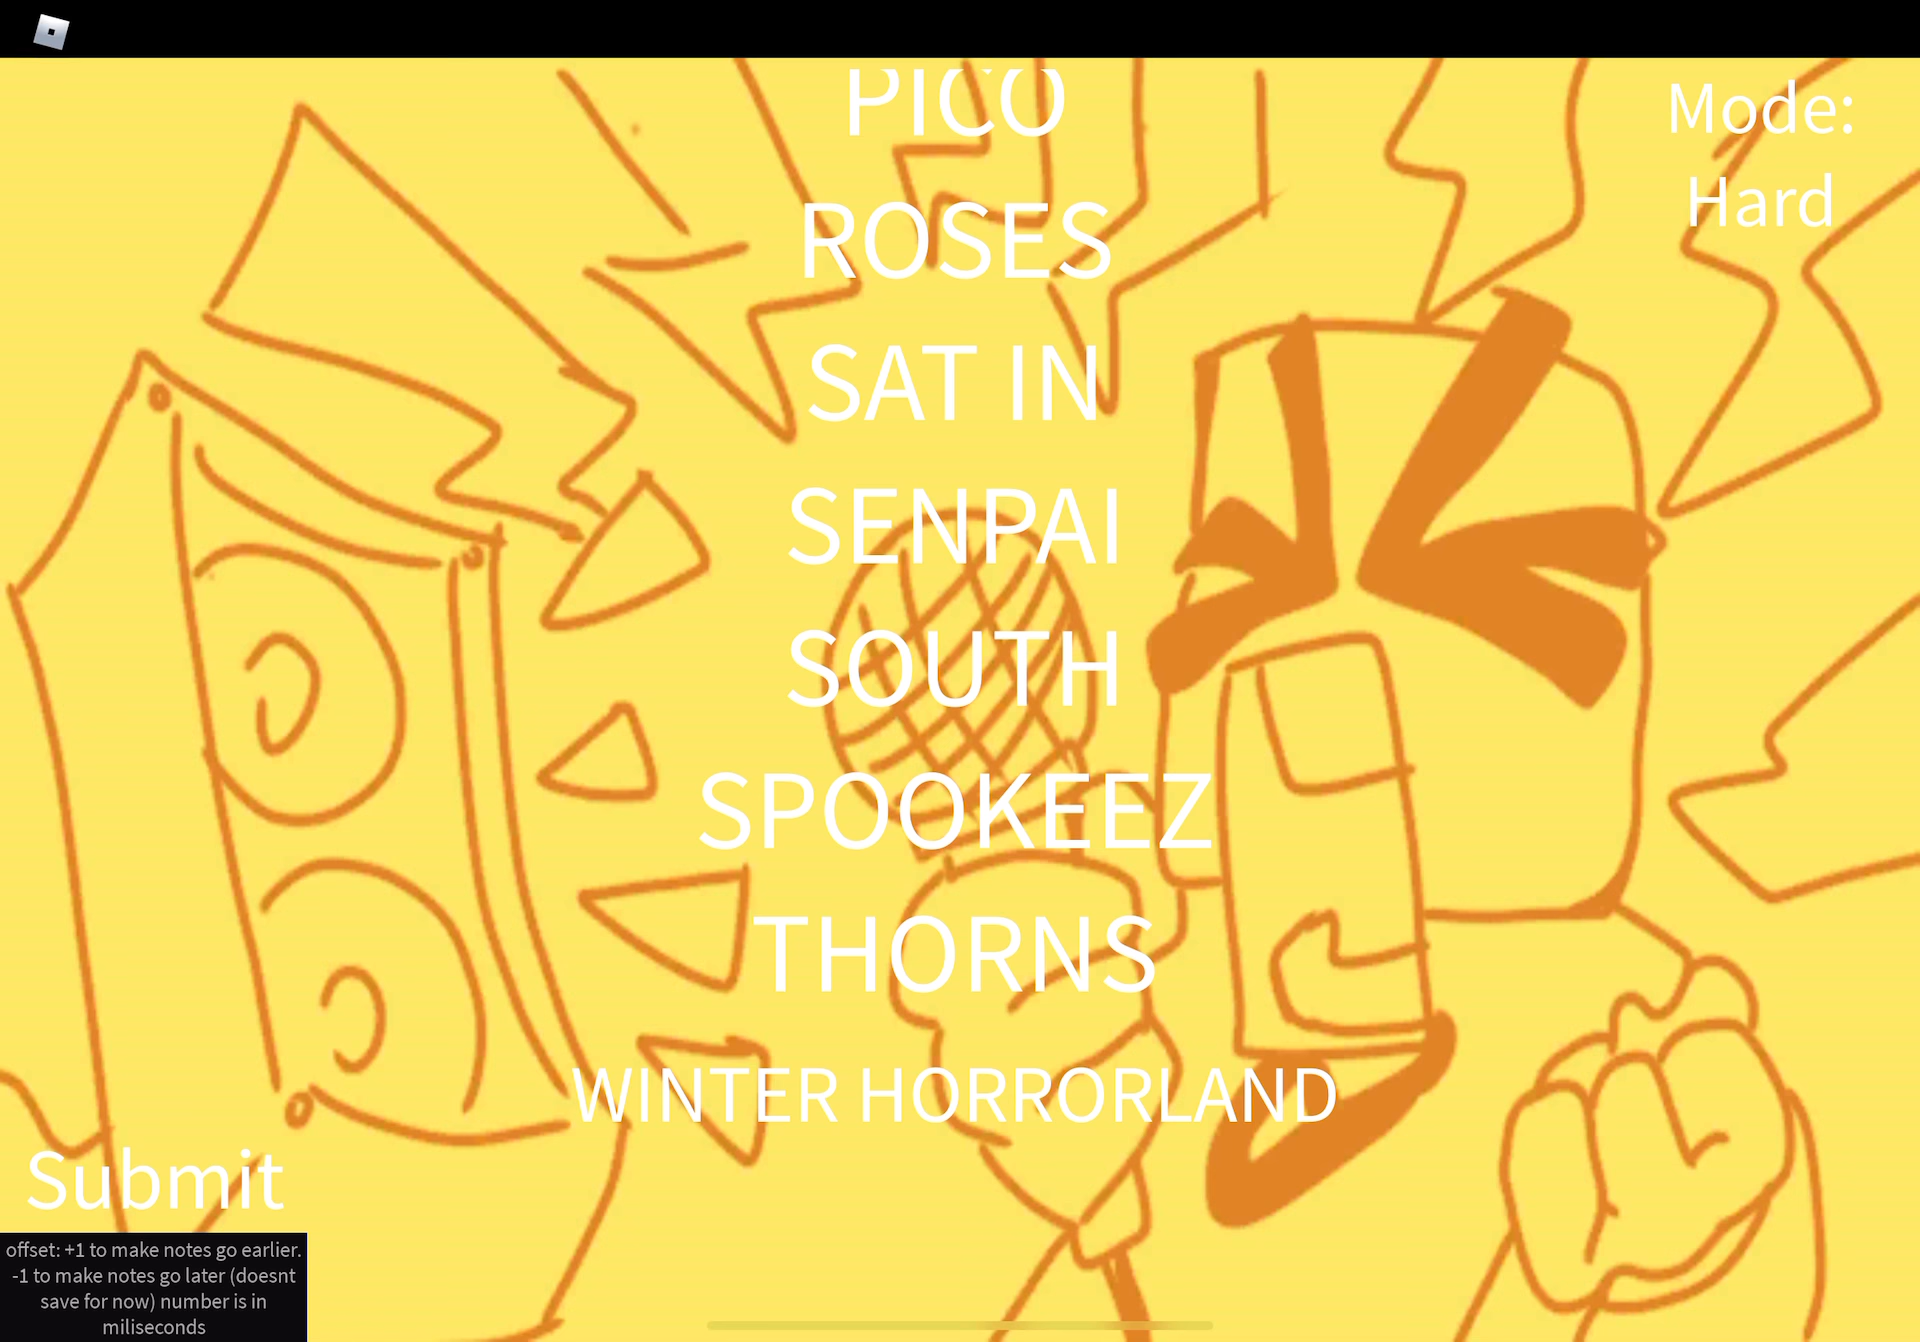 PICO
Mode:
Hard
ROSES
SAT IN
SENPAI
SOUTH
SPOOKEEZ
THORNS
WINTER HORRORLAND
Submit
offset: +1 to make notes go earlier.
-1 to make notes go later (doesnt
save for now) number is in
miliseconds